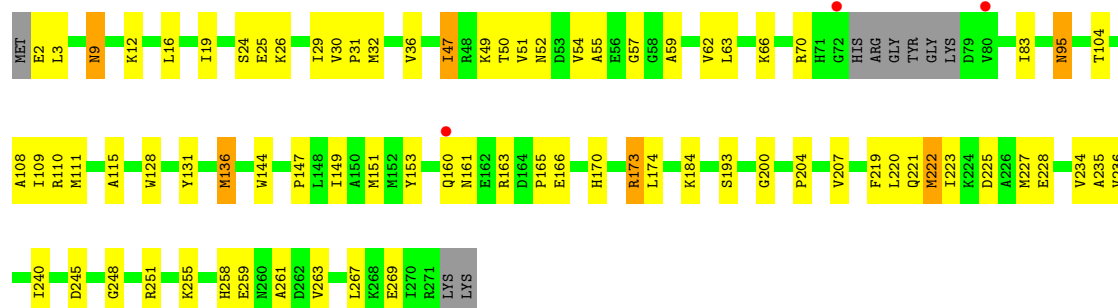 MET E2 L3 N9 K12 L16 I19 S24 E25 K26 I29 V30 P31 M32 V36 I47 R48 K49 T50 V51 N52 D53 V54 A55 E56 G57 G58 A59 V62 L63 K66 R70 H71 G72 HIS ARG GLY TYR GLY LYS D79 V80 I83 N95 T104
A108 I109 R110 M111 A115 W128 Y131 M136 W144 P147 L148 I149 A150 M151 M152 Y153 Q160 N161 E162 R163 D164 P165 E166 H170 R173 L174 K184 S193 G200 P204 V207 F219 L220 Q221 M222 I223 K224 D225 A226 M227 E228 V234 A235 V236
I240 D245 G248 R251 K255 H258 E259 N260 A261 D262 V263 L267 K268 E269 I270 R271 LYS LYS